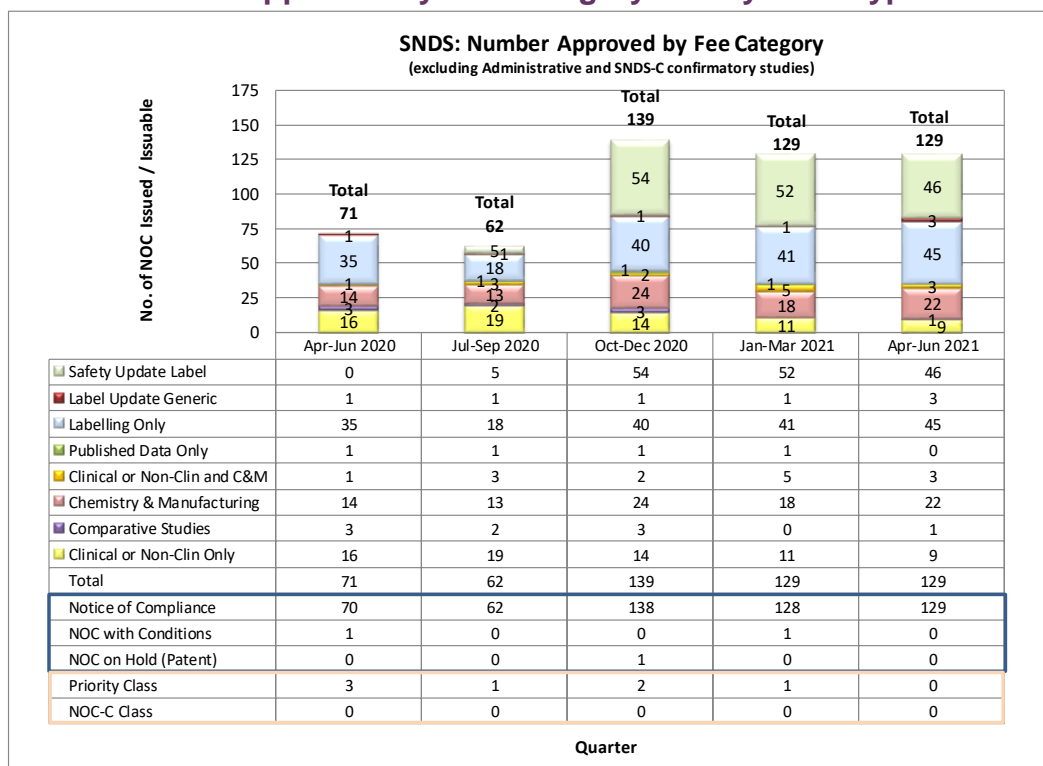 SNDS: Number Approved by Fee Category
(excluding Administrative and SNDS-C confirmatory studies)
No. of NOC Issued / Issuable
175
150
125
100
75
50
25
0
Total
71
1
35
1
14
3
16
Total
62
5 1
18
1 3
13
2
19
Total
139
54
1
40
1 2
24
3
14
Total
129
52
1
41
1 5
18
11
Total
129
46
3
45
3
22
1 9
Apr-Jun 2020 Jul-Sep 2020 Oct-Dec 2020 Jan-Mar 2021 Apr-Jun 2021
Safety Update Label 0 5 54 52 46
Label Update Generic 1 1 1 1 3
Labelling Only 35 18 40 41 45
Published Data Only 1 1 1 1 0
Clinical or Non-Clin and C&M 1 3 2 5 3
Chemistry & Manufacturing 14 13 24 18 22
Comparative Studies 3 2 3 0 1
Clinical or Non-Clin Only 16 19 14 11 9
Total 71 62 139 129 129
Notice of Compliance 70 62 138 128 129
NOC with Conditions 1 0 0 1 0
NOC on Hold (Patent) 0 0 1 0 0
Priority Class 3 1 2 1 0
NOC-C Class 0 0 0 0 0
Quarter